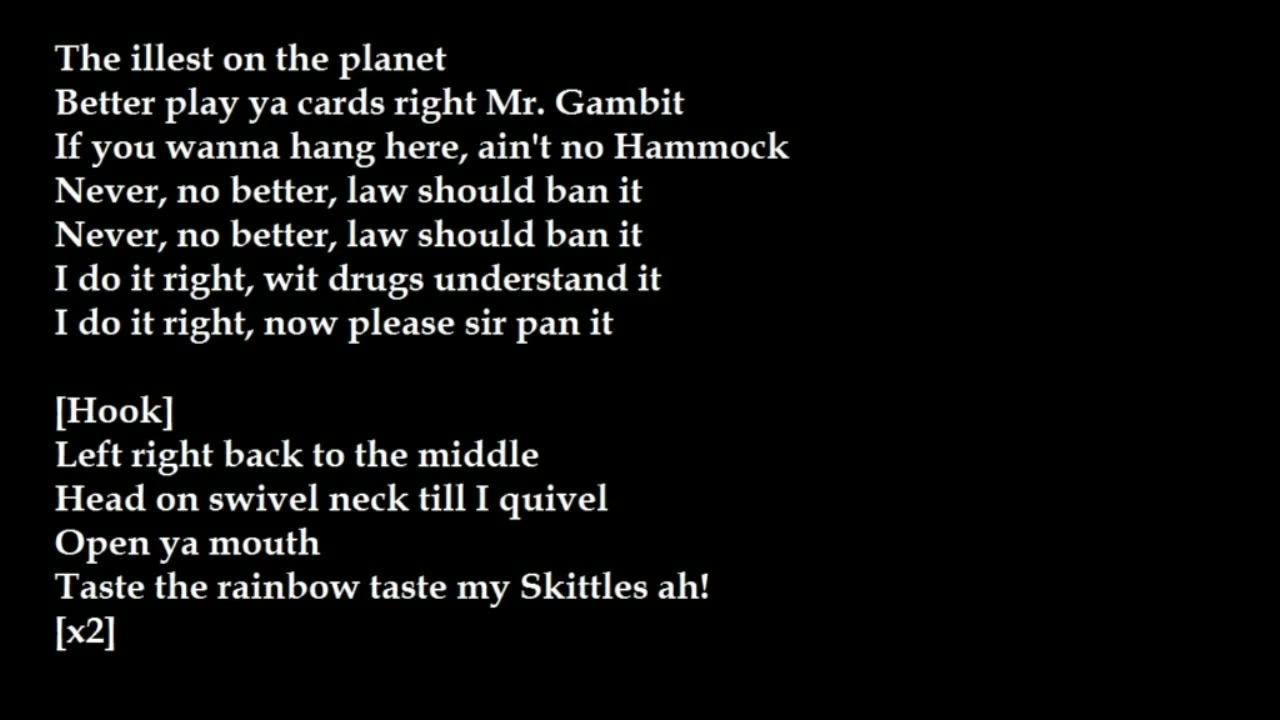 The illest on the planet
Better play ya cards right Mr. Gambit
If you wanna hang here, ain't no Hammock
Never, no better, law should ban it
Never, no better, law should ban it
I do it right, wit drugs understand it
I do it right, now please sir pan it
[Hook]
Left right back to the middle
Head on swivel neck till I quivel
Open ya mouth
Taste the rainbow taste my Skittles ah!
[x2]